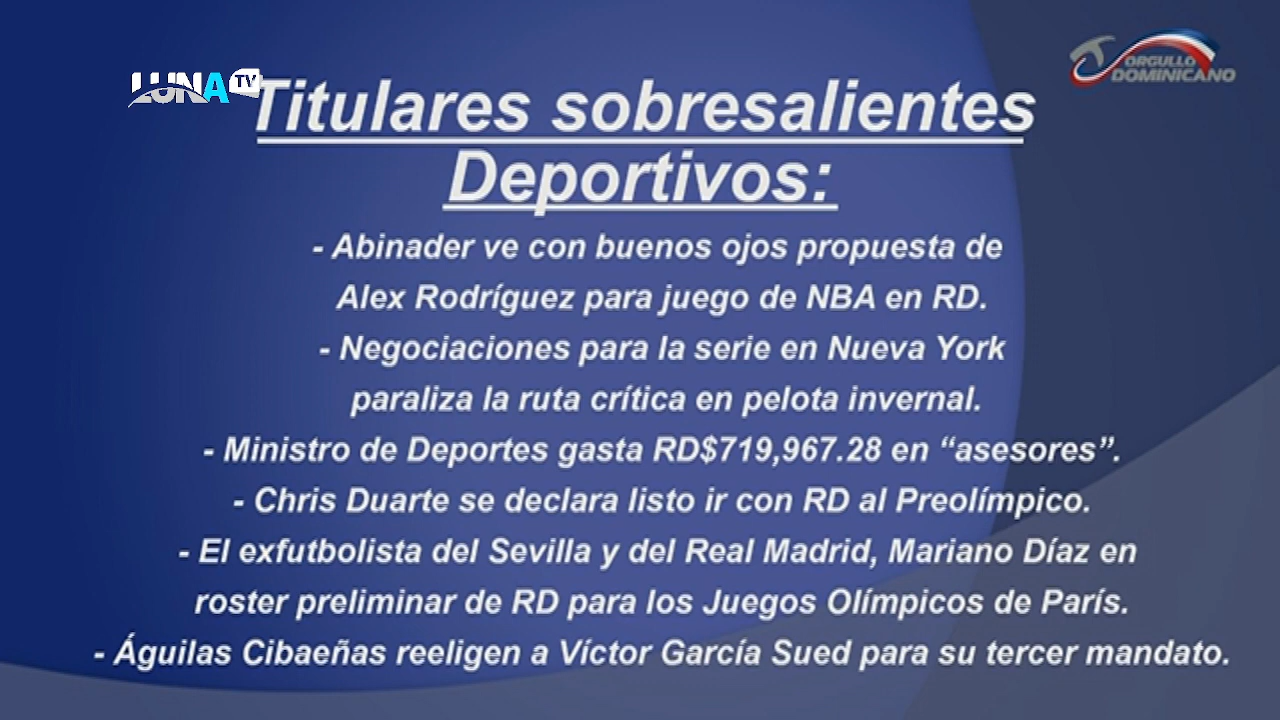 LUNA TV
ORGULLO
DOMINICANO
Titulares sobresalientes
Deportivos:
- Abinader ve con buenos ojos propuesta de
Alex Rodríguez para juego de NBA en RD.
- Negociaciones para la serie en Nueva York
paraliza la ruta crítica en pelota invernal.
- Ministro de Deportes gasta RD$719,967.28 en “asesores”.
- Chris Duarte se declara listo ir con RD al Preolímpico.
- El exfutbolista del Sevilla y del Real Madrid, Mariano Díaz en
roster preliminar de RD para los Juegos Olímpicos de París.
- Águilas Cibaeñas reeligen a Víctor García Sued para su tercer mandato.